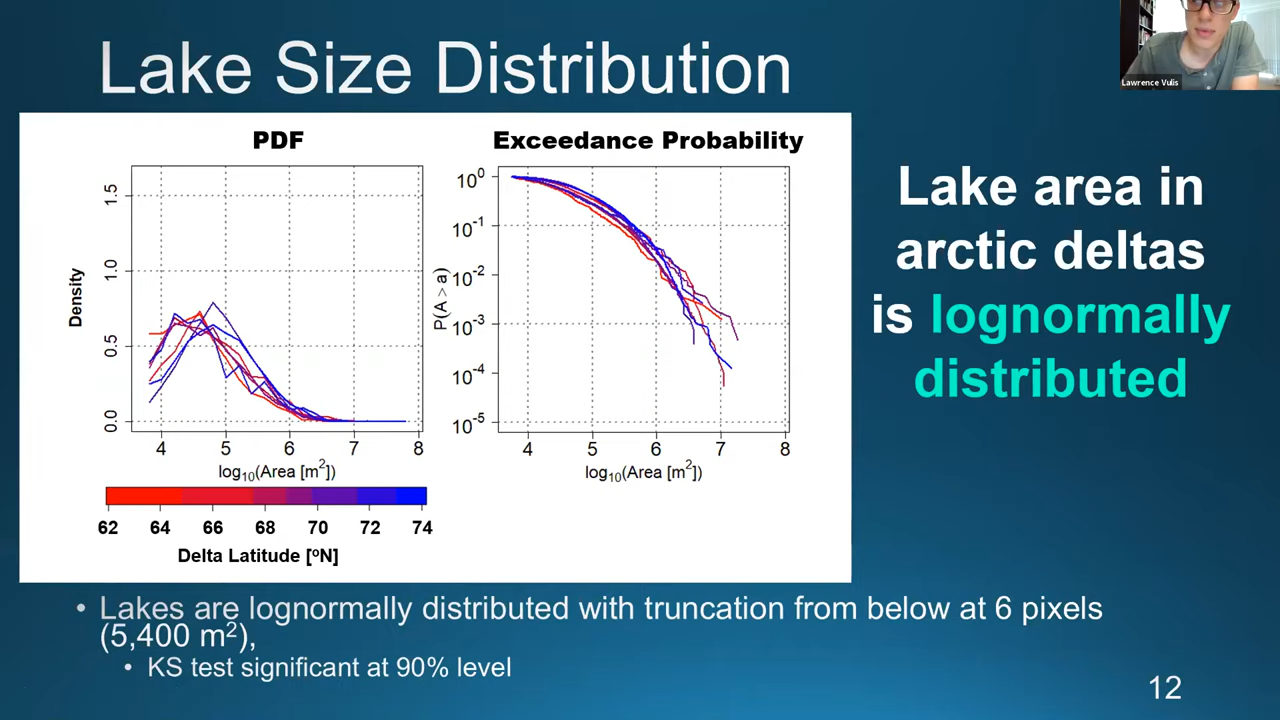 Lake Size Distribution
Lawrence Vulis
PDF
Exceedance Probability
1.5
1.0
0.5
0.0
Density
4 5 6 7 8
log₁₀(Area [m²])
10⁰
10⁻¹
10⁻²
10⁻³
10⁻⁴
10⁻⁵
P(A > a)
4 5 6 7 8
log₁₀(Area [m²])
62 64 66 68 70 72 74
Delta Latitude [ºN]
Lake area in
arctic deltas
is lognormally
distributed
• Lakes are lognormally distributed with truncation from below at 6 pixels
(5,400 m²),
• KS test significant at 90% level
12